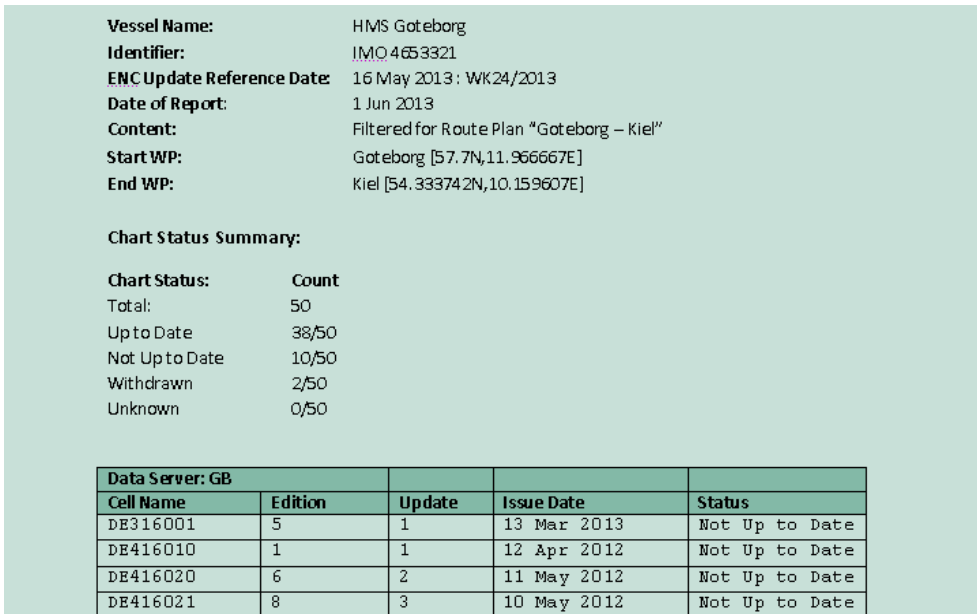 Vessel Name: HMS Goteborg
Identifier: IMO 4653321
ENC Update Reference Date: 16 May 2013 : WK24/2013
Date of Report: 1 Jun 2013
Content: Filtered for Route Plan "Goteborg – Kiel"
Start WP: Goteborg [57.7N,11.966667E]
End WP: Kiel [54.333742N,10.159607E]
Chart Status Summary:
Chart Status: Count
Total: 50
Up to Date 38/50
Not Up to Date 10/50
Withdrawn 2/50
Unknown 0/50
Data Server: GB
Cell Name Edition Update Issue Date Status
DE316001 5 1 13 Mar 2013 Not Up to Date
DE416010 1 1 12 Apr 2012 Not Up to Date
DE416020 6 2 11 May 2012 Not Up to Date
DE416021 8 3 10 May 2012 Not Up to Date